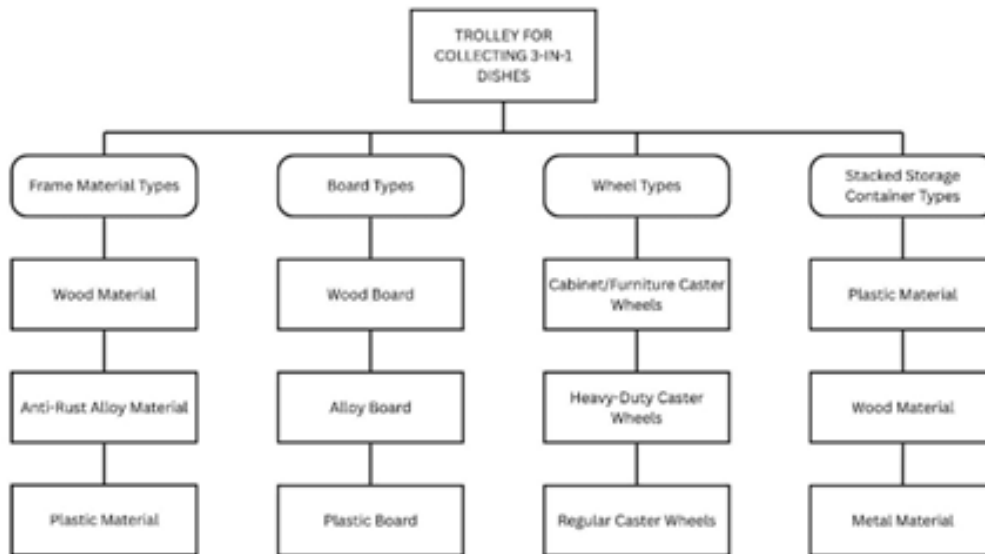 TROLLEY FOR
COLLECTING 3-IN-1
DISHES
Frame Material Types
Board Types
Wheel Types
Stacked Storage
Container Types
Wood Material
Wood Board
Cabinet/Furniture Caster
Wheels
Plastic Material
Anti-Rust Alloy Material
Alloy Board
Heavy-Duty Caster
Wheels
Wood Material
Plastic Material
Plastic Board
Regular Caster Wheels
Metal Material